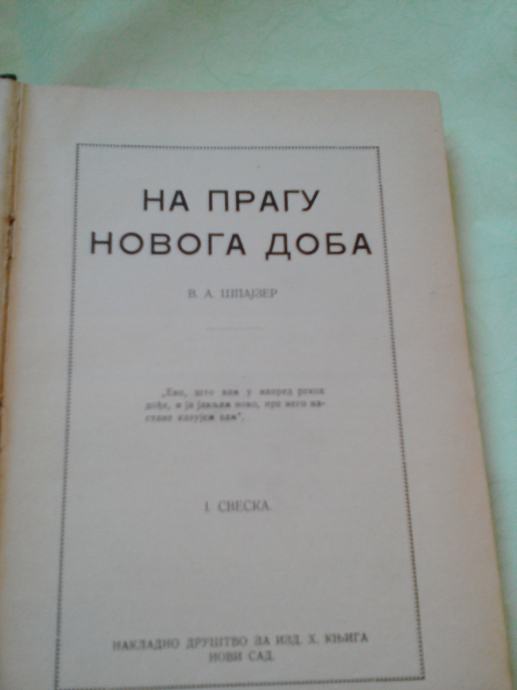 НА ПРАГУ
НОВОГА ДОБА
В. А. ШПАЈЗЕР
„Ево, што вам у напред рекох
дође, и ја јављам ново, пре него на-
стане казујем вам”.
I. СВЕСКА.
НАКЛАДНО ДРУШТВО ЗА ИЗД. Х. КЊИГА
НОВИ САД.